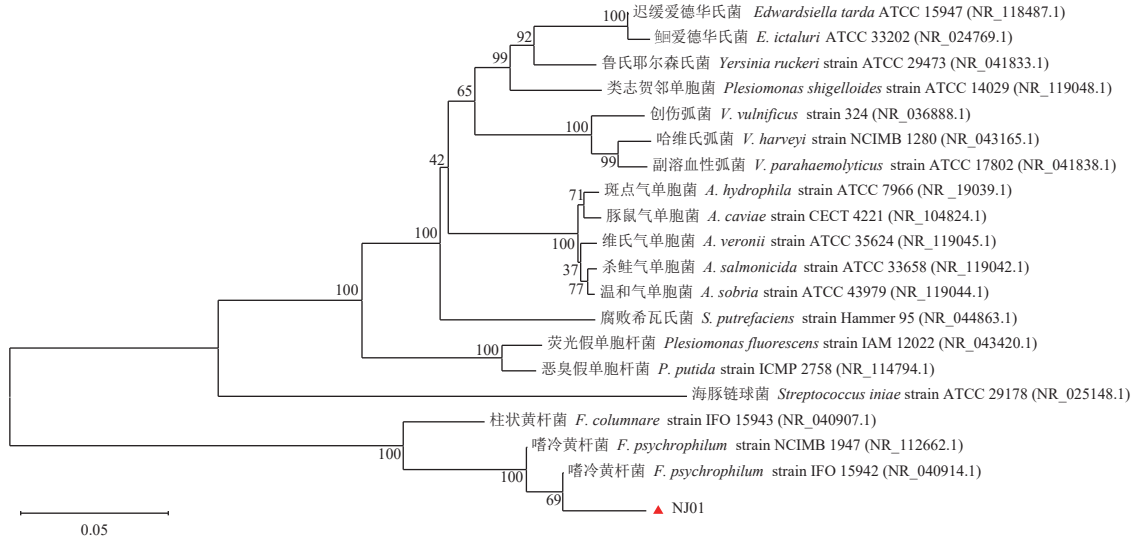 迟缓爱德华氏菌 Edwardsiella tarda ATCC 15947 (NR_118487.1)
100
鮰爱德华氏菌 E. ictaluri ATCC 33202 (NR_024769.1)
92
鲁氏耶尔森氏菌 Yersinia ruckeri strain ATCC 29473 (NR_041833.1)
99
类志贺邻单胞菌 Plesiomonas shigelloides strain ATCC 14029 (NR_119048.1)
65
创伤弧菌 V. vulnificus strain 324 (NR_036888.1)
100
哈维氏弧菌 V. harveyi strain NCIMB 1280 (NR_043165.1)
99
副溶血性弧菌 V. parahaemolyticus strain ATCC 17802 (NR_041838.1)
42
斑点气单胞菌 A. hydrophila strain ATCC 7966 (NR _19039.1)
71
豚鼠气单胞菌 A. caviae strain CECT 4221 (NR_104824.1)
100
维氏气单胞菌 A. veronii strain ATCC 35624 (NR_119045.1)
100
杀鲑气单胞菌 A. salmonicida strain ATCC 33658 (NR_119042.1)
37
77
温和气单胞菌 A. sobria strain ATCC 43979 (NR_119044.1)
100
腐败希瓦氏菌 S. putrefaciens strain Hammer 95 (NR_044863.1)
荧光假单胞杆菌 Plesiomonas fluorescens strain IAM 12022 (NR_043420.1)
100
恶臭假单胞杆菌 P. putida strain ICMP 2758 (NR_114794.1)
海豚链球菌 Streptococcus iniae strain ATCC 29178 (NR_025148.1)
柱状黄杆菌 F. columnare strain IFO 15943 (NR_040907.1)
100
嗜冷黄杆菌 F. psychrophilum strain NCIMB 1947 (NR_112662.1)
100
嗜冷黄杆菌 F. psychrophilum strain IFO 15942 (NR_040914.1)
69
NJ01
0.05